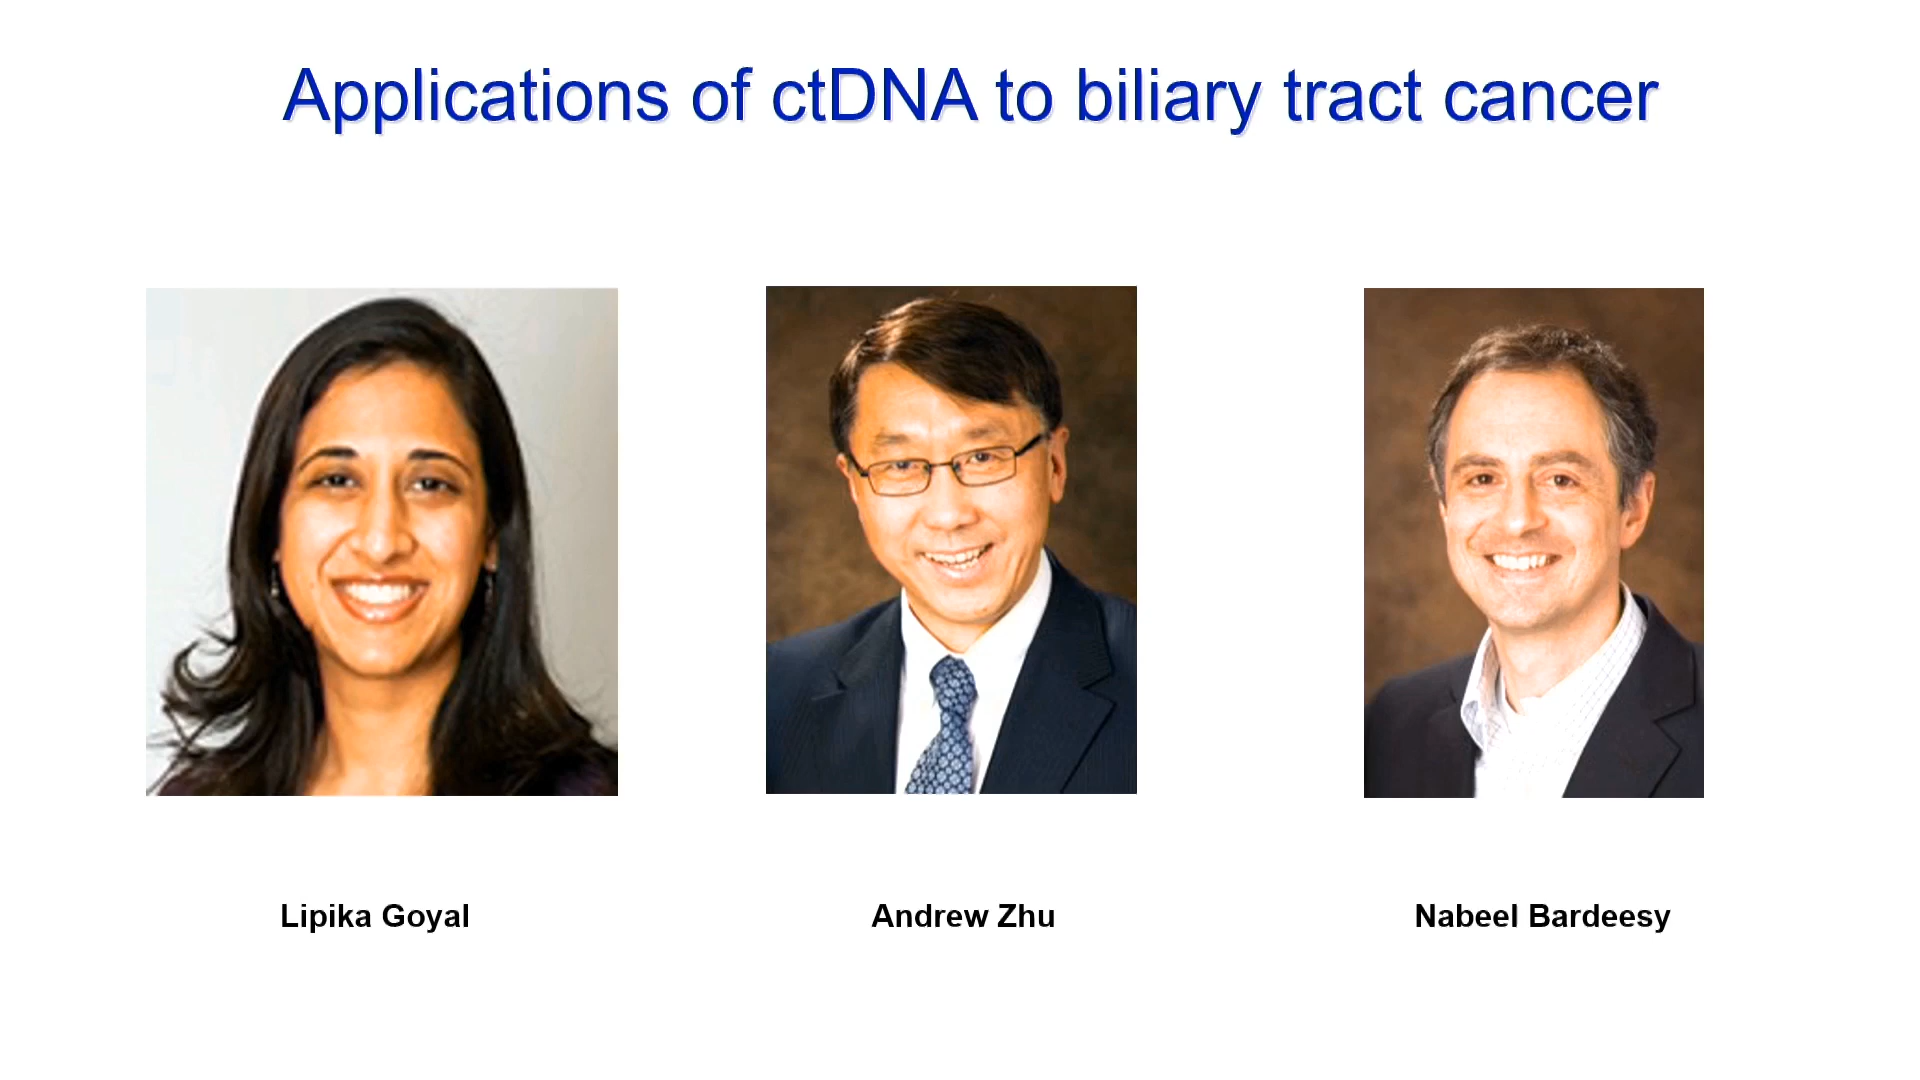 Applications of ctDNA to biliary tract cancer
Lipika Goyal
Andrew Zhu
Nabeel Bardeesy